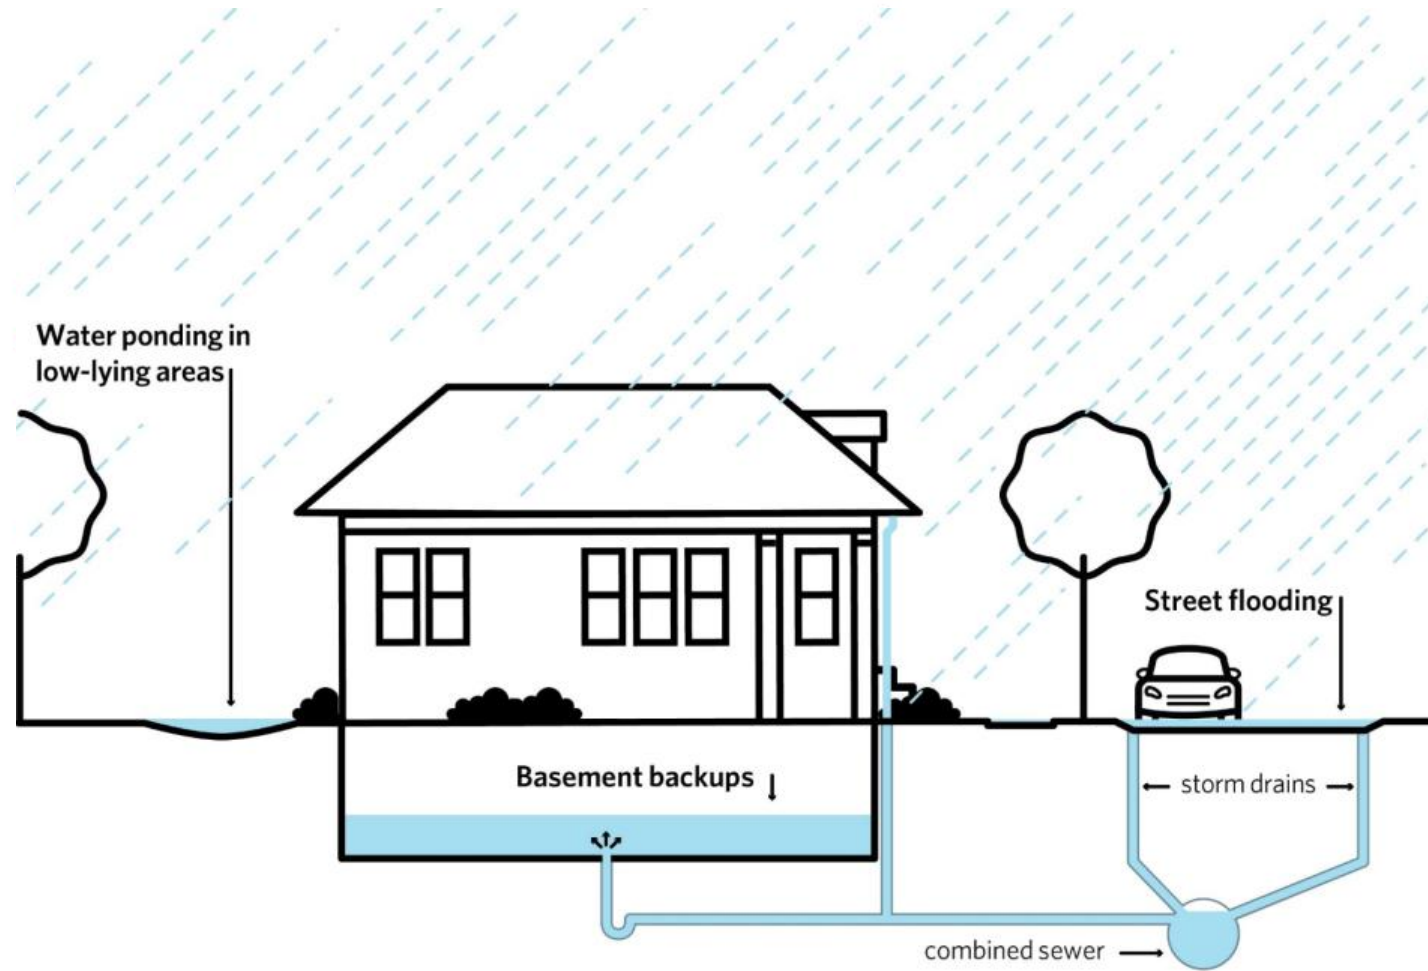 Water ponding in
low-lying areas
Street flooding
Basement backups
storm drains
combined sewer